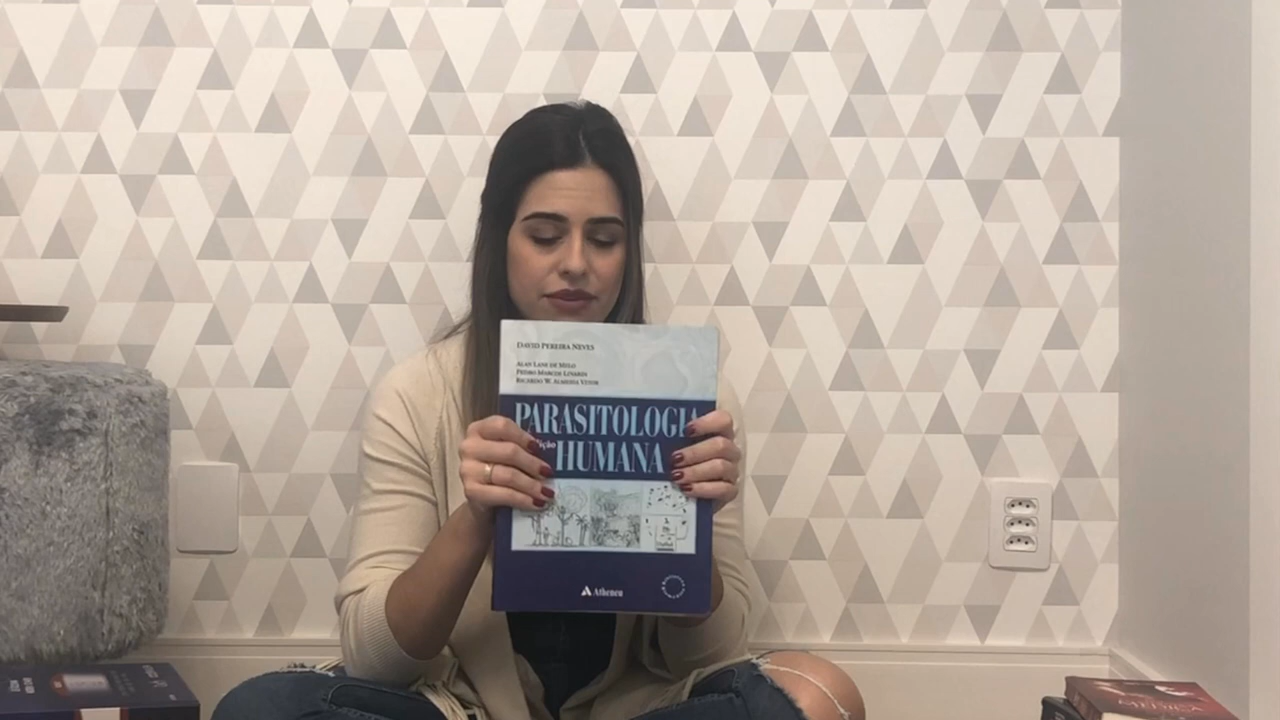 DAVID PEREIRA NEVES
ALAN LANE DE MELO
PEDRO MARCOS LINARDI
RICARDO W. ALMEIDA VITOR
PARASITOLOGIA
HUMANA
Atheneu